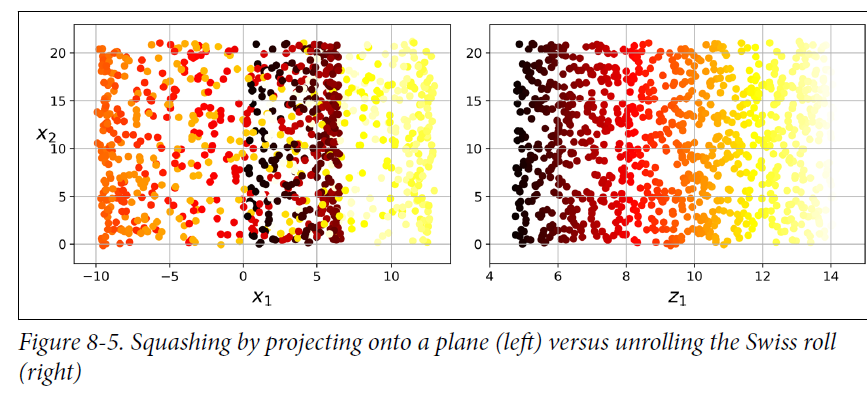 20
15
x2
10
5
0
−10 −5 0 5 10
x1
20
15
10
5
0
4 6 8 10 12 14
z1
Figure 8-5. Squashing by projecting onto a plane (left) versus unrolling the Swiss roll
(right)